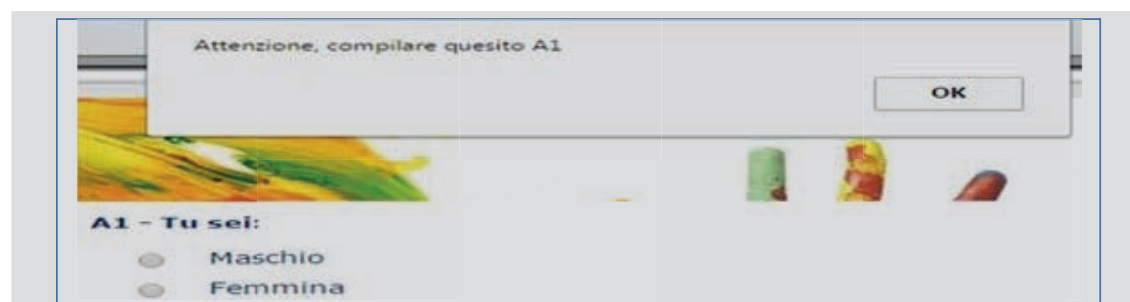 Attenzione, compilare quesito A1
OK
A1 - Tu sei:
Maschio
Femmina